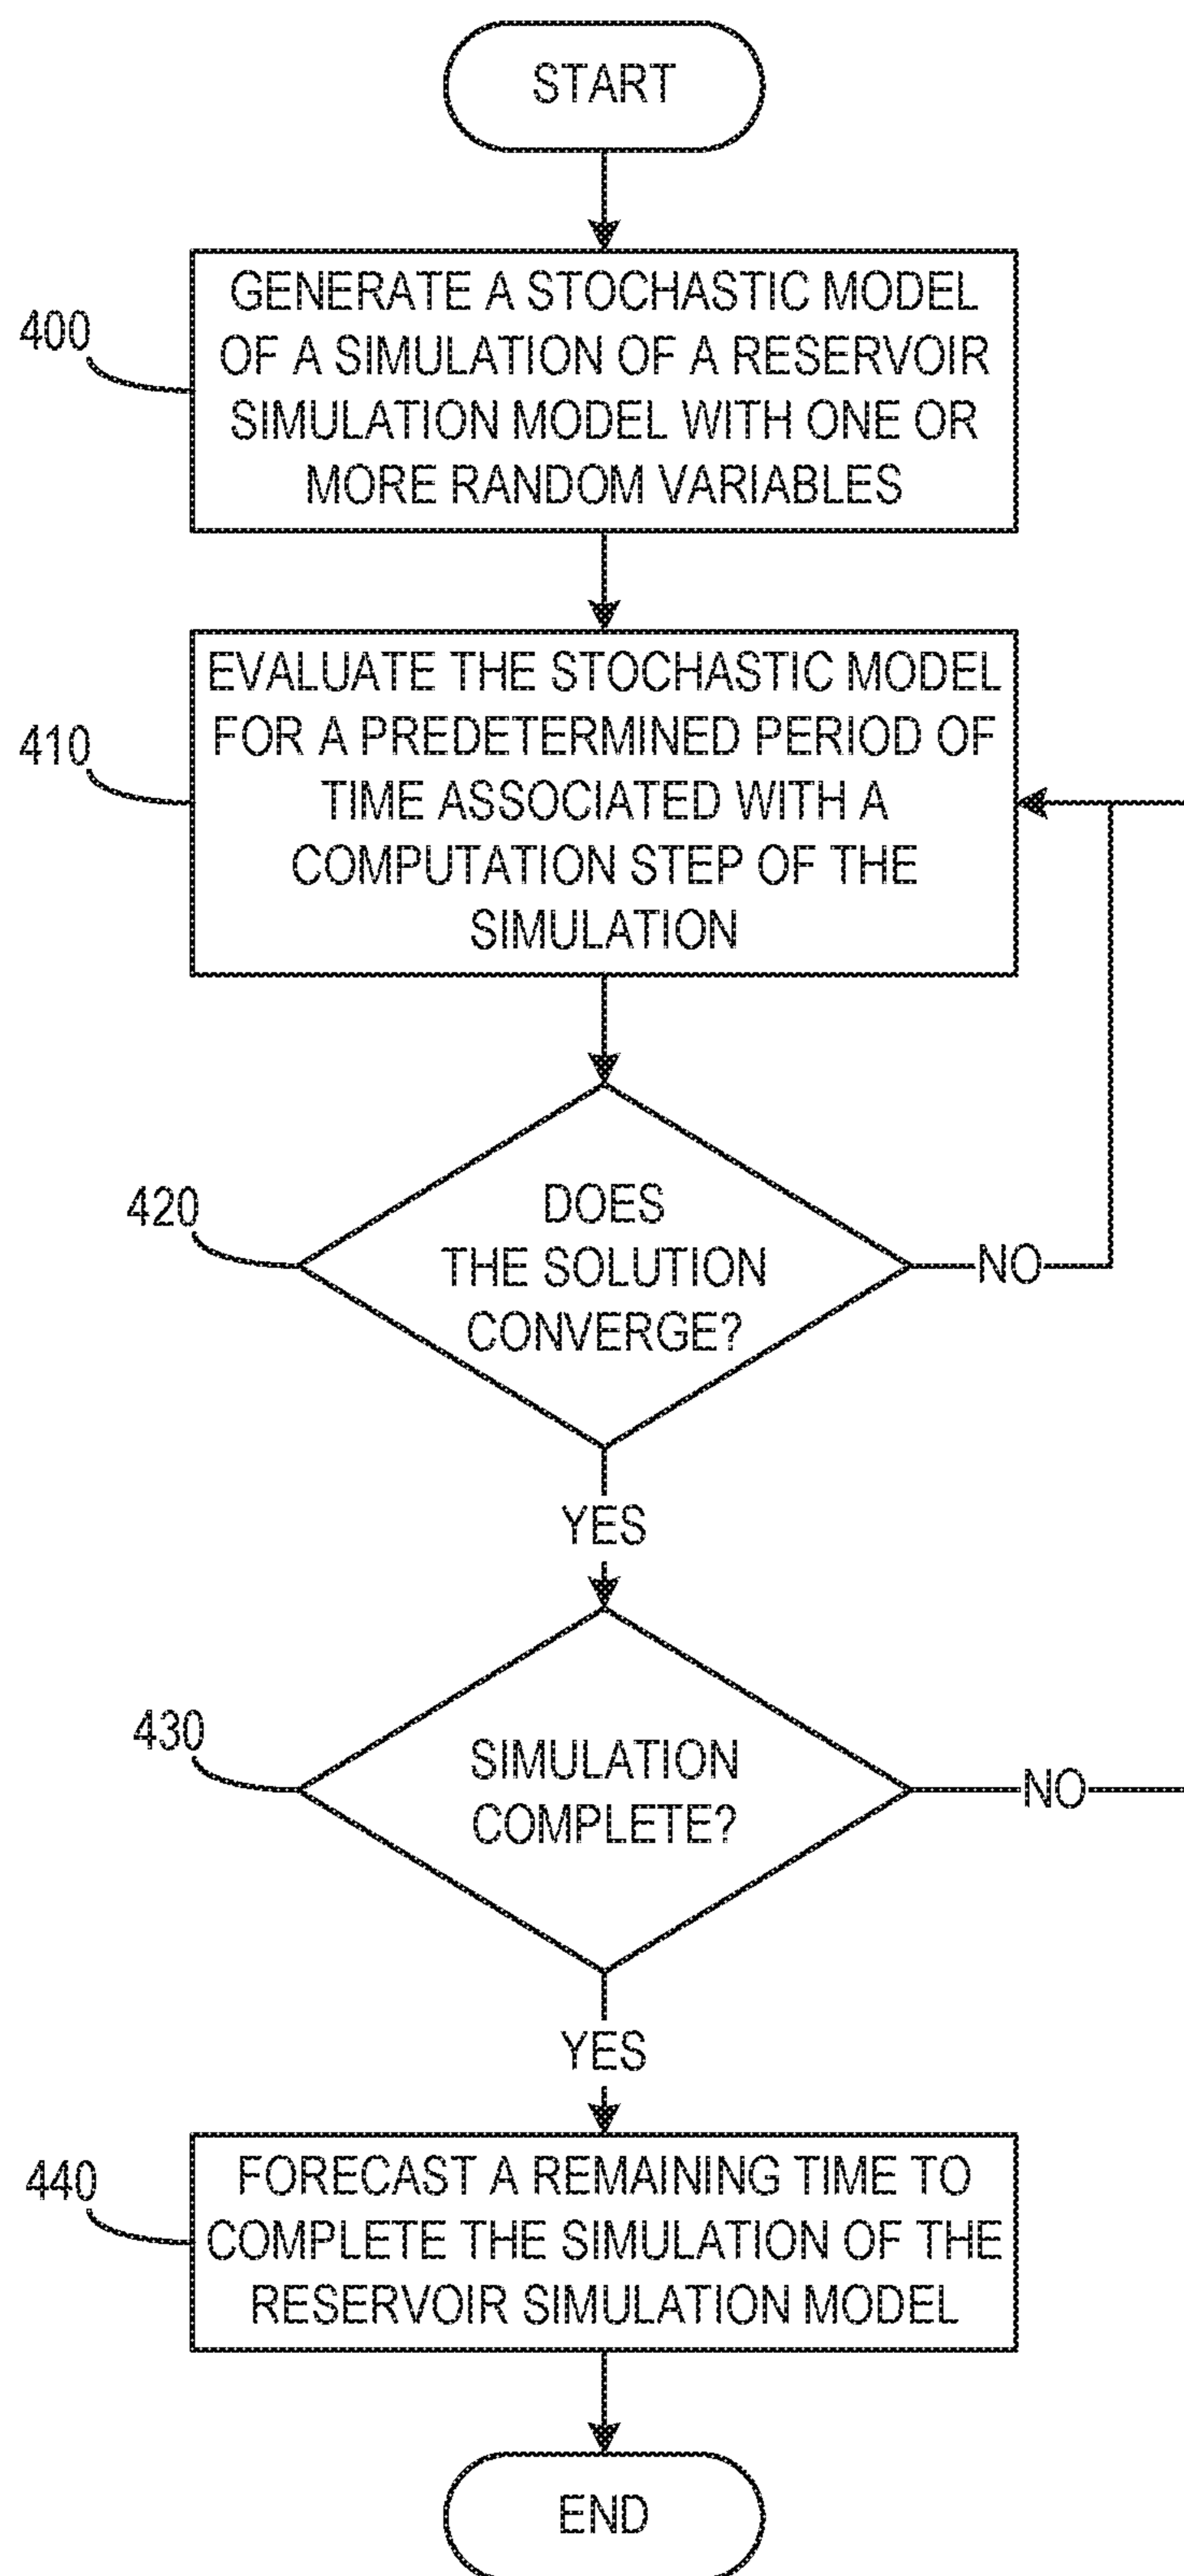 START
400
GENERATE A STOCHASTIC MODEL
OF A SIMULATION OF A RESERVOIR
SIMULATION MODEL WITH ONE OR
MORE RANDOM VARIABLES
410
EVALUATE THE STOCHASTIC MODEL
FOR A PREDETERMINED PERIOD OF
TIME ASSOCIATED WITH A
COMPUTATION STEP OF THE
SIMULATION
420
DOES
THE SOLUTION
CONVERGE?
NO
YES
430
SIMULATION
COMPLETE?
NO
YES
440
FORECAST A REMAINING TIME TO
COMPLETE THE SIMULATION OF THE
RESERVOIR SIMULATION MODEL
END